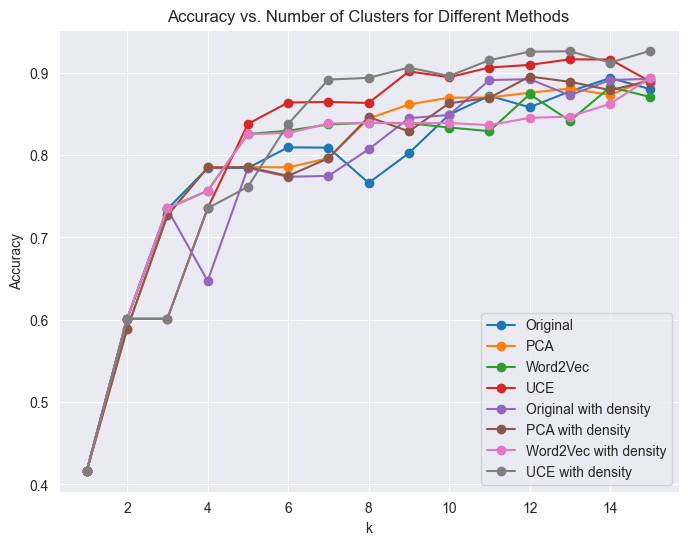 Accuracy vs. Number of Clusters for Different Methods
0.9
0.8
0.7
0.6
0.5
0.4
Accuracy
Original
PCA
Word2Vec
UCE
Original with density
PCA with density
Word2Vec with density
UCE with density
2 4 6 8 10 12 14
k